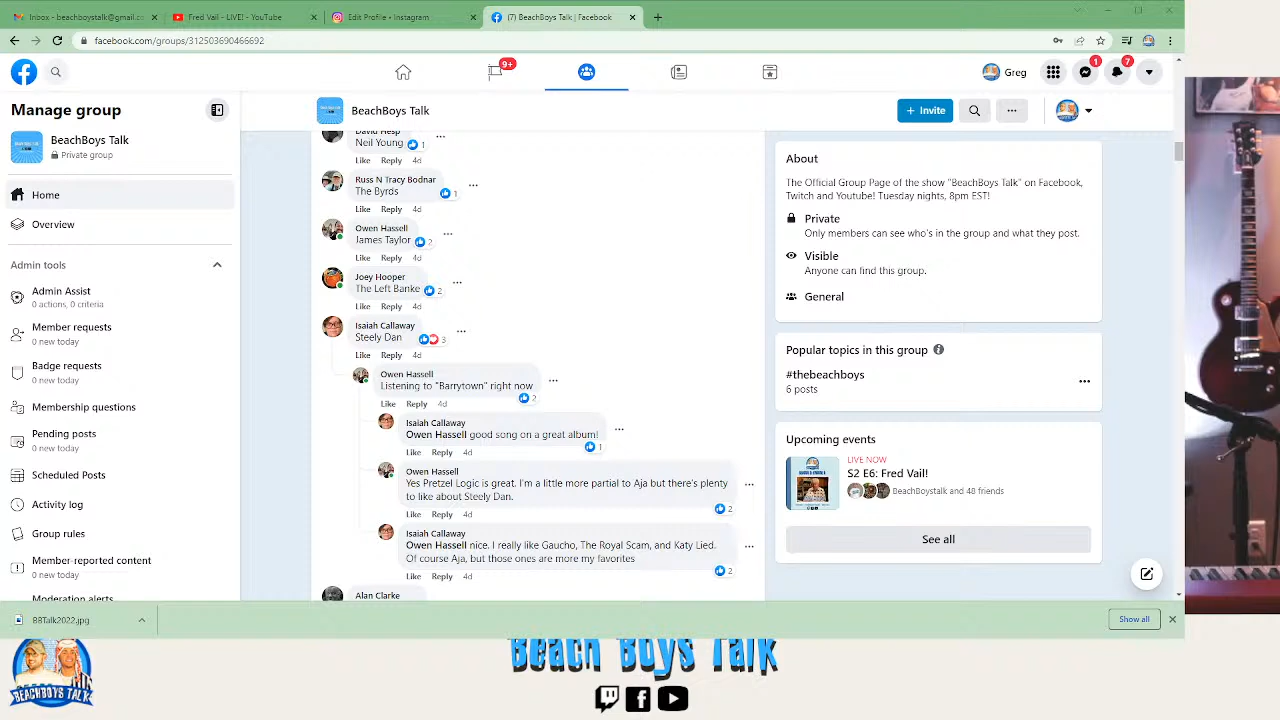 Inbox - beachboystalk@gmail.c
Fred Vail - LIVE! - YouTube
Edit Profile • Instagram
(7) BeachBoys Talk | Facebook
facebook.com/groups/312503690466692
9+
Greg
1
7
Manage group
BeachBoys Talk
Private group
Home
Overview
Admin tools
Admin Assist
0 actions, 0 criteria
Member requests
0 new today
Badge requests
0 new today
Membership questions
Pending posts
0 new today
Scheduled Posts
Activity log
Group rules
Member-reported content
0 new today
Moderation alerts
BeachBoys Talk
+ Invite
David Hesp
Neil Young
1
Like Reply 4d
Russ N Tracy Bodnar
The Byrds
1
Like Reply 4d
Owen Hassell
James Taylor
2
Like Reply 4d
Joey Hooper
The Left Banke
2
Like Reply 4d
Isaiah Callaway
Steely Dan
3
Like Reply 4d
Owen Hassell
Listening to "Barrytown" right now
2
Like Reply 4d
Isaiah Callaway
Owen Hassell good song on a great album!
1
Like Reply 4d
Owen Hassell
Yes Pretzel Logic is great. I'm a little more partial to Aja but there's plenty
to like about Steely Dan.
2
Like Reply 4d
Isaiah Callaway
Owen Hassell nice. I really like Gaucho, The Royal Scam, and Katy Lied.
Of course Aja, but those ones are more my favorites
2
Like Reply 4d
Alan Clarke
About
The Official Group Page of the show "BeachBoys Talk" on Facebook,
Twitch and Youtube! Tuesday nights, 8pm EST!
Private
Only members can see who's in the group and what they post.
Visible
Anyone can find this group.
General
Popular topics in this group
#thebeachboys
6 posts
Upcoming events
LIVE NOW
S2 E6: Fred Vail!
BeachBoystalk and 48 friends
See all
BBTalk2022.jpg
Show all
BEACHBOYS TALK
Beach Boys Talk